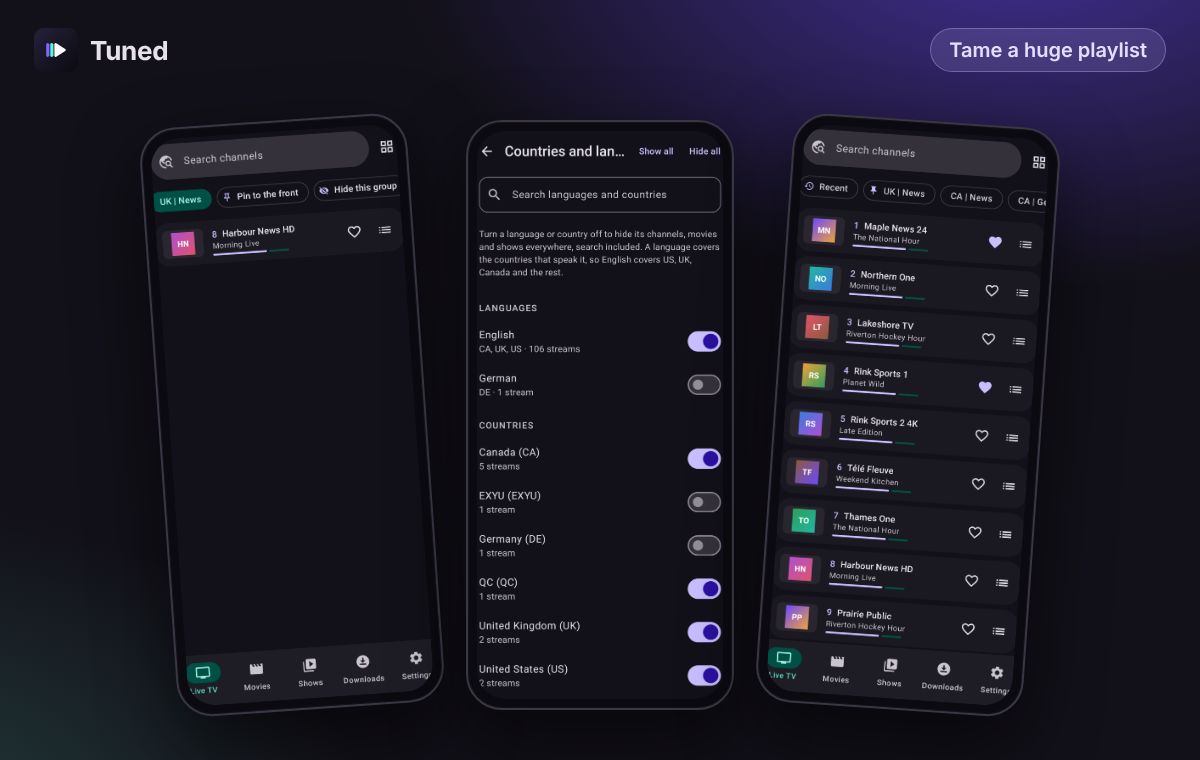 Tuned
Tame a huge playlist
Search channels
UK | News
Pin to the front
Hide this group
HN
8 Harbour News HD
Morning Live
Live TV
Movies
Shows
Downloads
Settings
Countries and lan...
Show all
Hide all
Search languages and countries
Turn a language or country off to hide its channels, movies
and shows everywhere, search included. A language covers
the countries that speak it, so English covers US, UK,
Canada and the rest.
LANGUAGES
English
CA, UK, US · 106 streams
German
DE · 1 stream
COUNTRIES
Canada (CA)
5 streams
EXYU (EXYU)
1 stream
Germany (DE)
1 stream
QC (QC)
1 stream
United Kingdom (UK)
2 streams
United States (US)
2 streams
Search channels
Recent
UK | News
CA | News
CA | Ge
MN
1 Maple News 24
The National Hour
NO
2 Northern One
Morning Live
LT
3 Lakeshore TV
Riverton Hockey Hour
RS
4 Rink Sports 1
Planet Wild
RS
5 Rink Sports 2 4K
Late Edition
TF
6 Télé Fleuve
Weekend Kitchen
TO
7 Thames One
The National Hour
HN
8 Harbour News HD
Morning Live
PP
9 Prairie Public
Riverton Hockey Hour
Live TV
Movies
Shows
Downloads
Settings